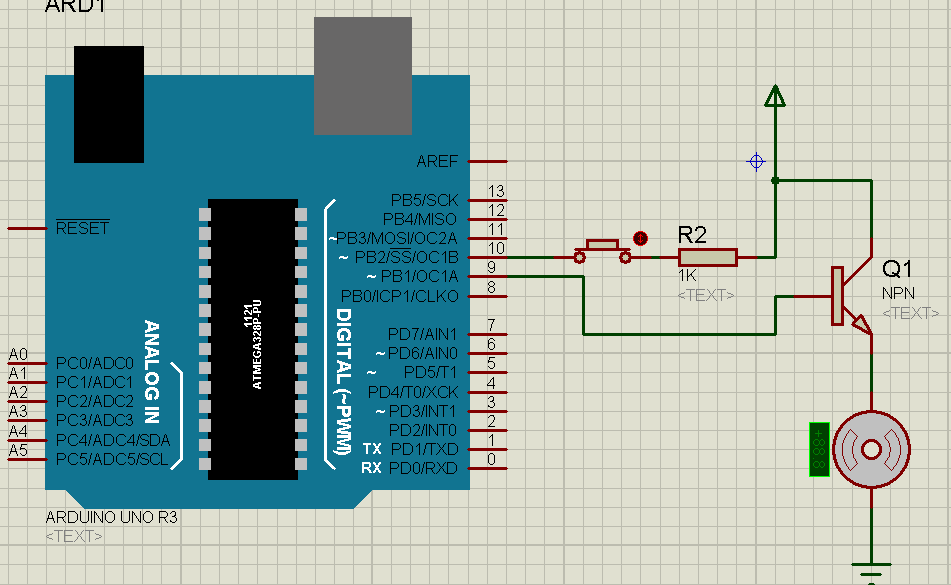 ARD1
AREF
RESET
PB5/SCK 13
PB4/MISO 12
~PB3/MOSI/OC2A 11
~ PB2/SS/OC1B 10
~ PB1/OC1A 9
PB0/ICP1/CLKO 8
PD7/AIN1 7
~ PD6/AIN0 6
~ PD5/T1 5
PD4/T0/XCK 4
~ PD3/INT1 3
PD2/INT0 2
TX PD1/TXD 1
RX PD0/RXD 0
A0 PC0/ADC0
A1 PC1/ADC1
A2 PC2/ADC2
A3 PC3/ADC3
A4 PC4/ADC4/SDA
A5 PC5/ADC5/SCL
ANALOG IN
1121
ATMEGA328P-PU
DIGITAL (~PWM)
ARDUINO UNO R3
<TEXT>
R2
1K
<TEXT>
Q1
NPN
<TEXT>
+88.8